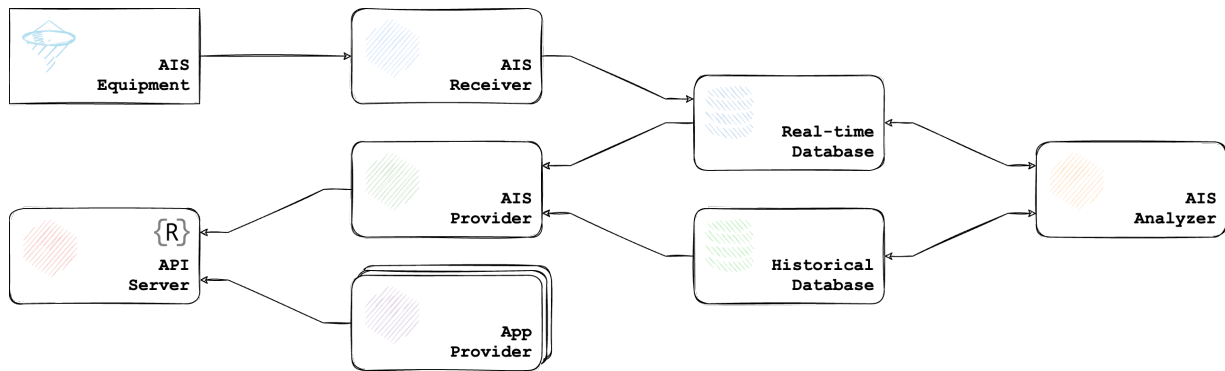 AIS
Equipment
AIS
Receiver
Real-time
Database
AIS
Provider
AIS
Analyzer
{R}
API
Server
Historical
Database
App
Provider